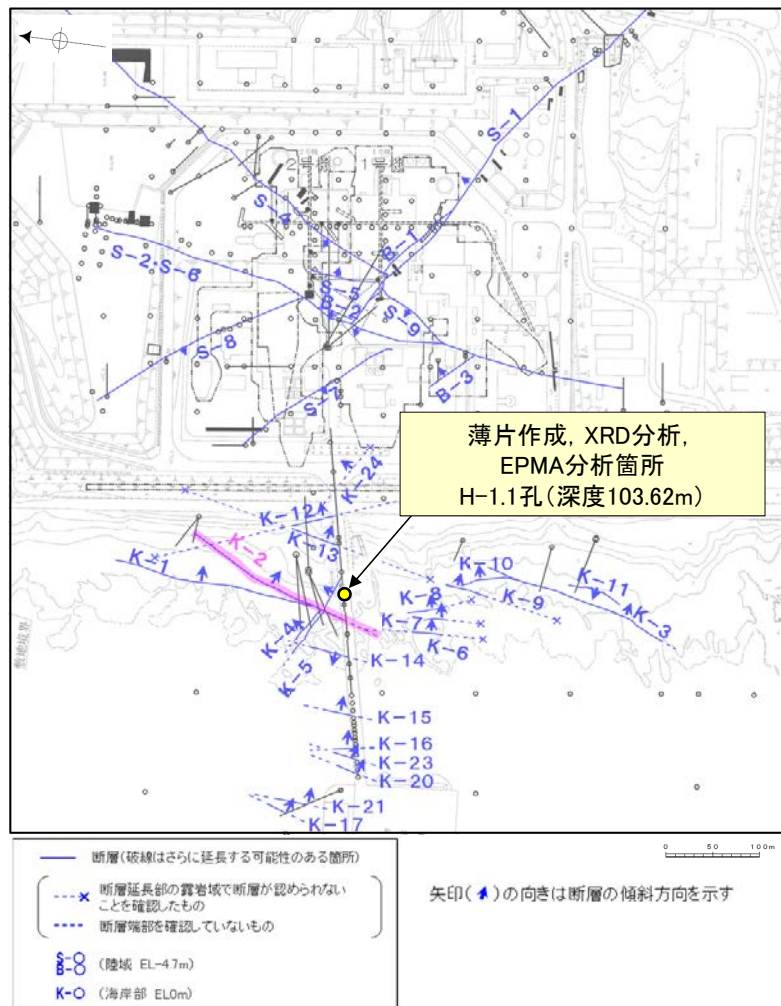 S-1
2
1
S-4
B-1
S-2・S-6
S-5
B-2
S-9
S-8
B-3
S-7
薄片作成, XRD分析,
EPMA分析箇所
H-1.1孔(深度103.62m)
K-24
K-12
K-13
K-2
K-1
K-10
K-11
K-8
K-9
K-3
K-7
K-6
K-4
K-5
K-14
敷地境界
K-15
K-16
K-23
K-20
K-21
K-17
断層(破線はさらに延長する可能性のある箇所)
断層延長部の露岩域で断層が認められない
ことを確認したもの
断層端部を確認していないもの
S-○
B-○
(陸域 EL-4.7m)
K-○ (海岸部 EL0m)
0 50 100m
矢印( )の向きは断層の傾斜方向を示す